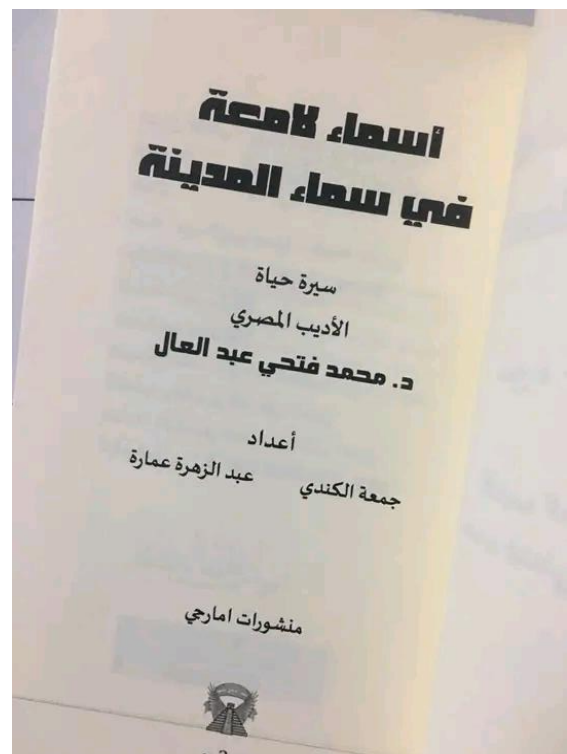 أسماء لامعة
في سماء المدينة
سيرة حياة
الأديب المصري
د. محمد فتحي عبد العال
أعداد
جمعة الكندي عبد الزهرة عمارة
منشورات امارجي